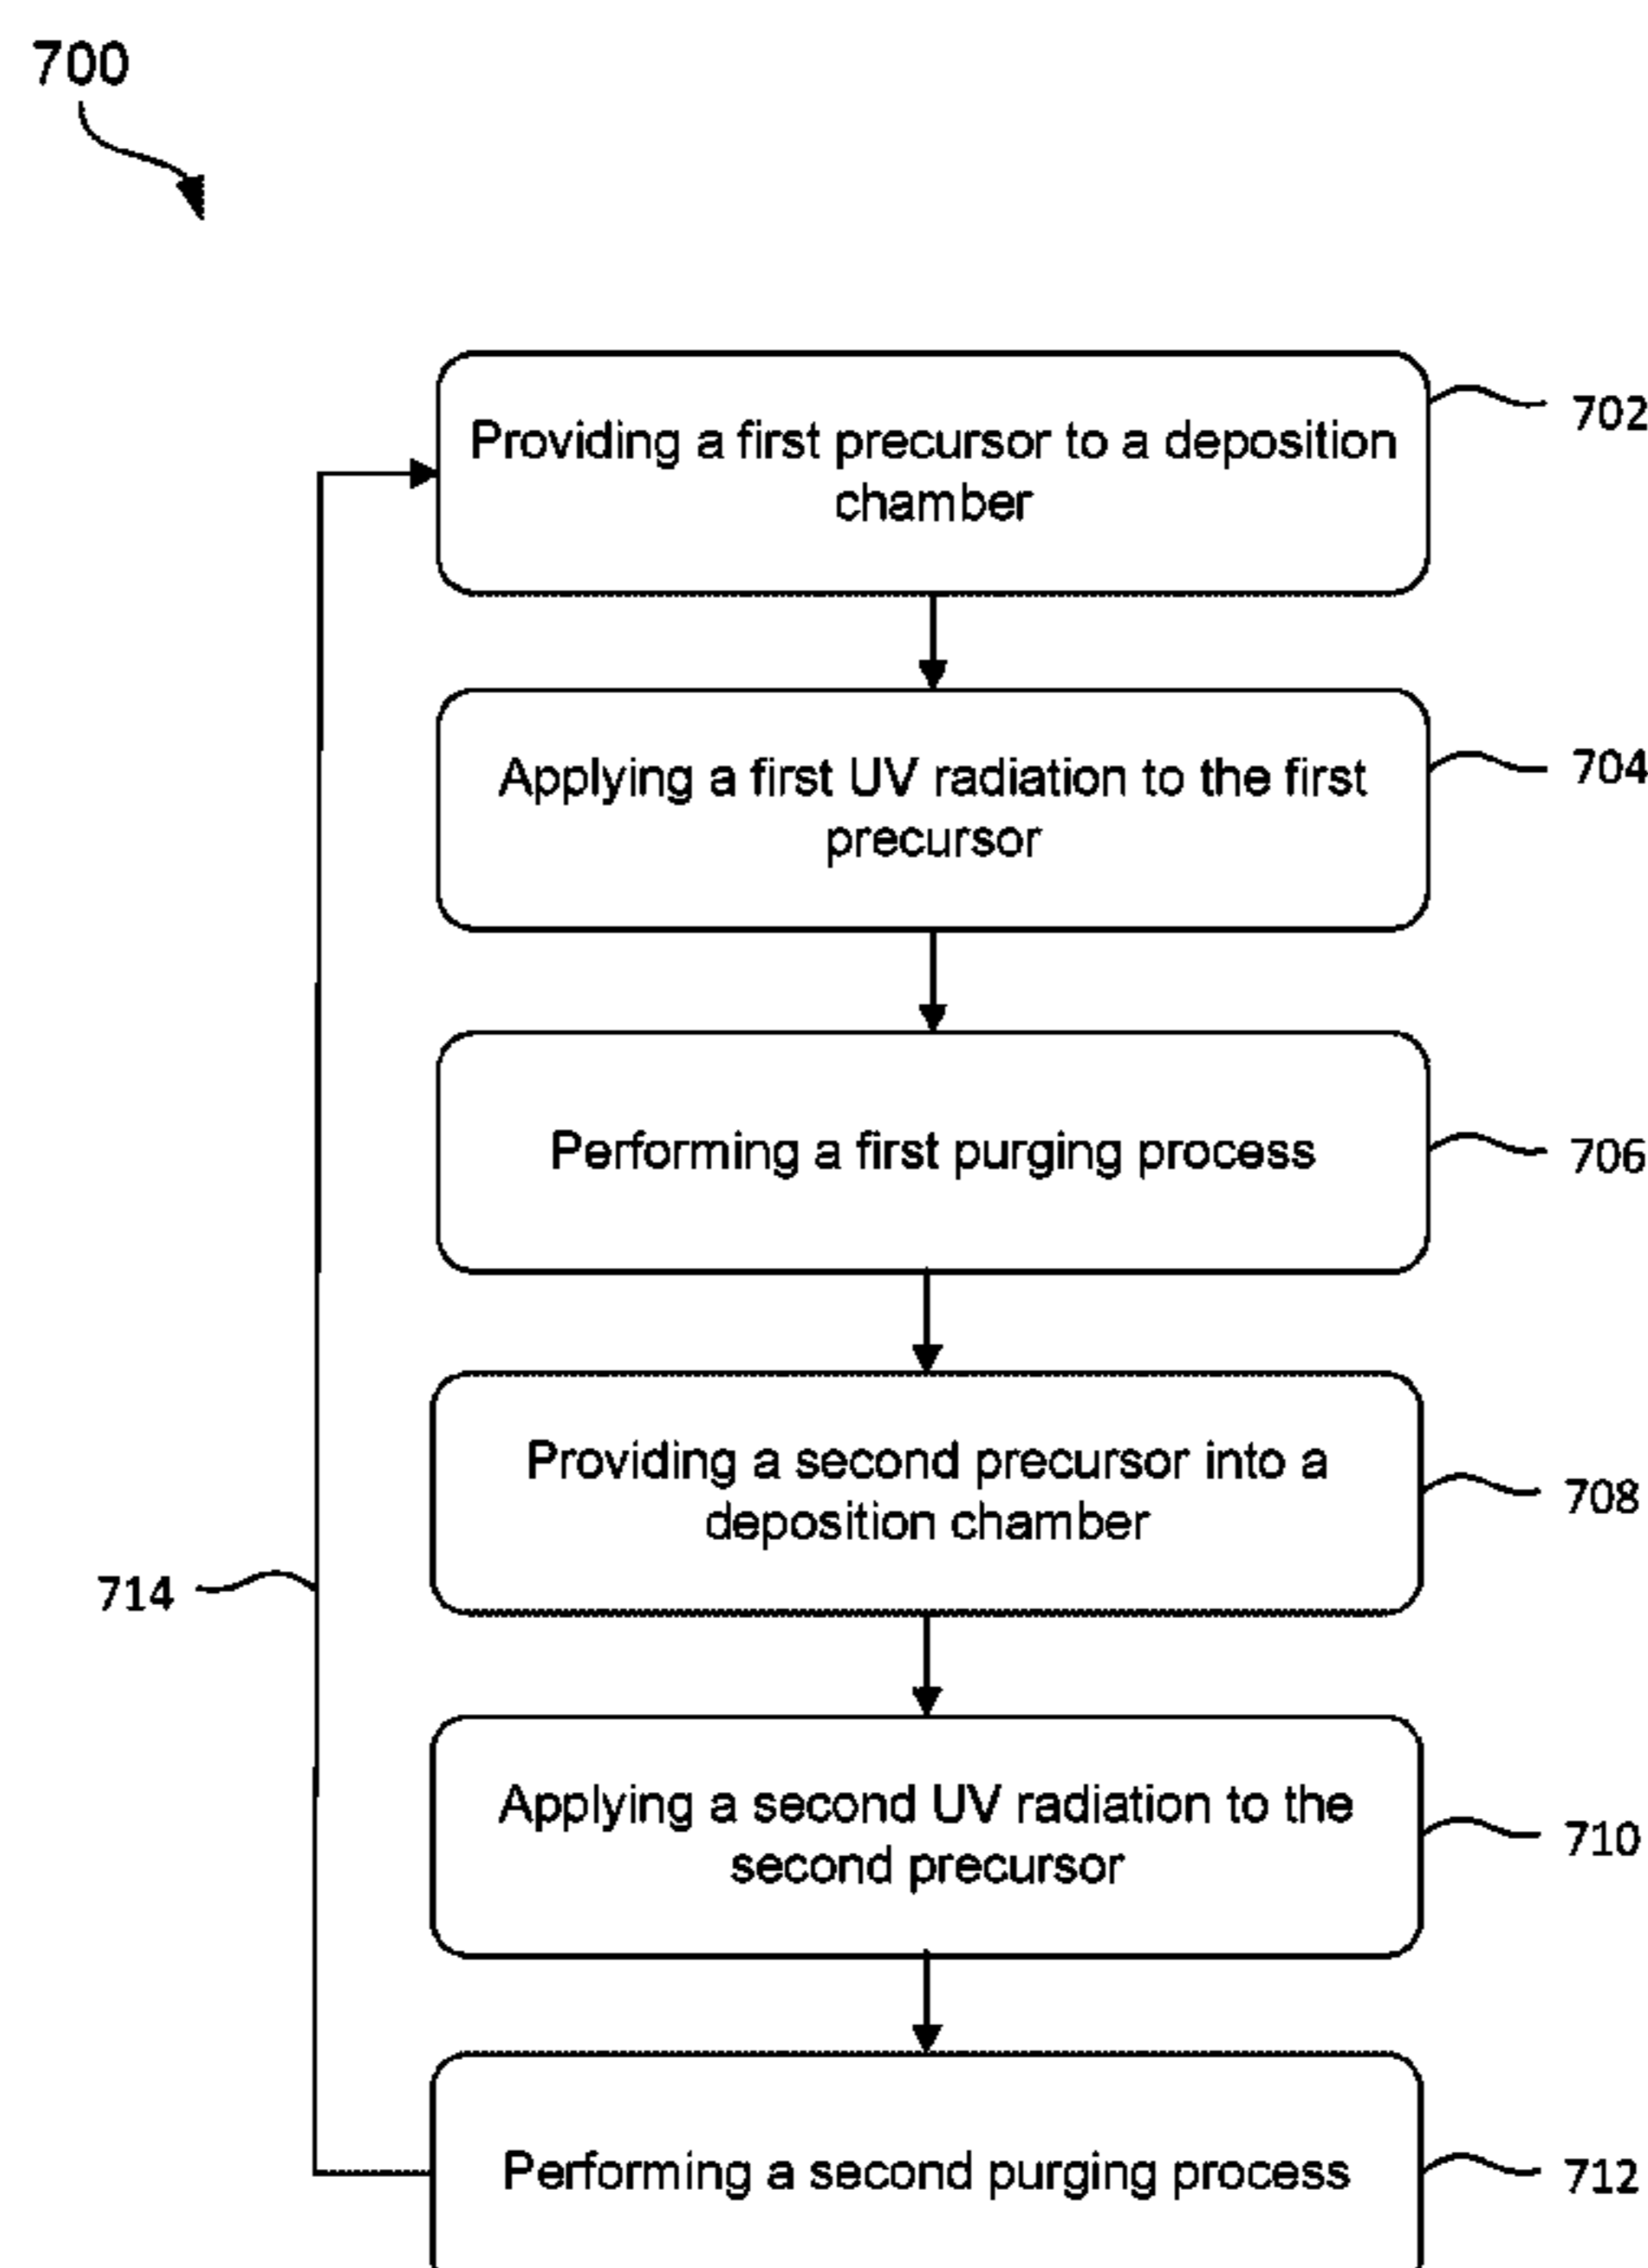 700
Providing a first precursor to a deposition
chamber
702
Applying a first UV radiation to the first
precursor
704
Performing a first purging process
706
Providing a second precursor into a
deposition chamber
708
714
Applying a second UV radiation to the
second precursor
710
Performing a second purging process
712